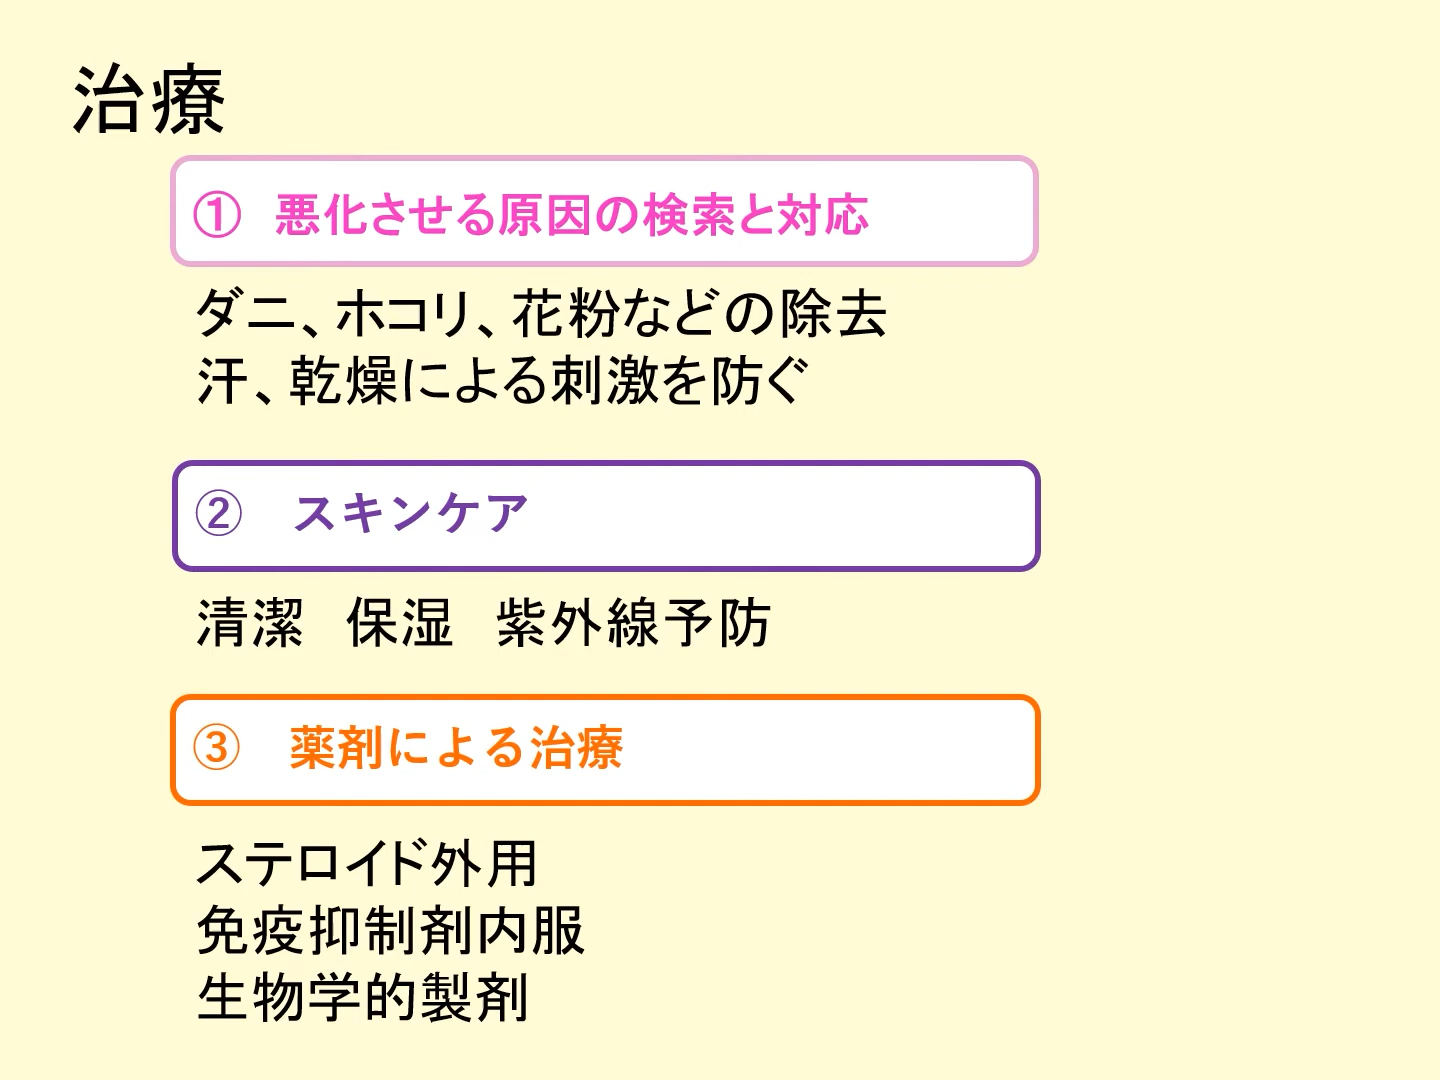 治療
① 悪化させる原因の検索と対応
ダニ、ホコリ、花粉などの除去
汗、乾燥による刺激を防ぐ
② スキンケア
清潔　保湿　紫外線予防
③ 薬剤による治療
ステロイド外用
免疫抑制剤内服
生物学的製剤